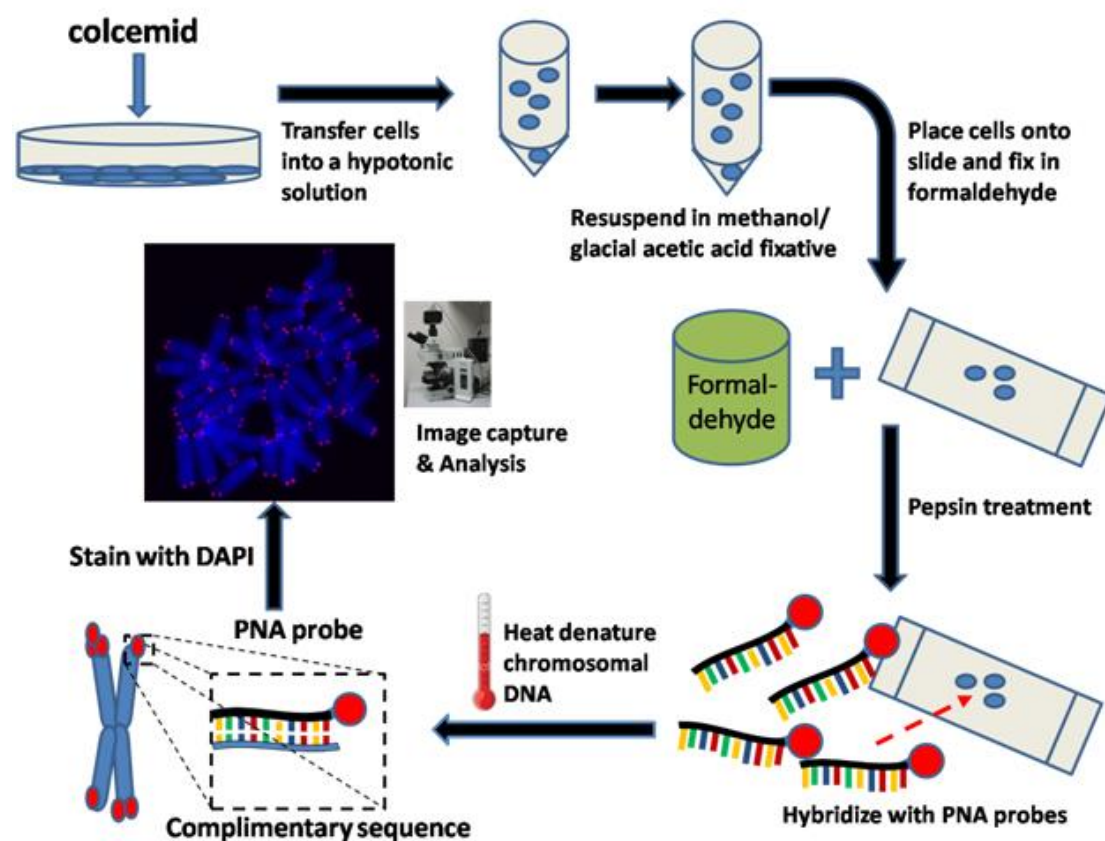 colcemid
Transfer cells
into a hypotonic
solution
Resuspend in methanol/
glacial acetic acid fixative
Place cells onto
slide and fix in
formaldehyde
Formal-
dehyde
Pepsin treatment
Hybridize with PNA probes
Heat denature
chromosomal
DNA
PNA probe
Complimentary sequence
Stain with DAPI
Image capture
& Analysis